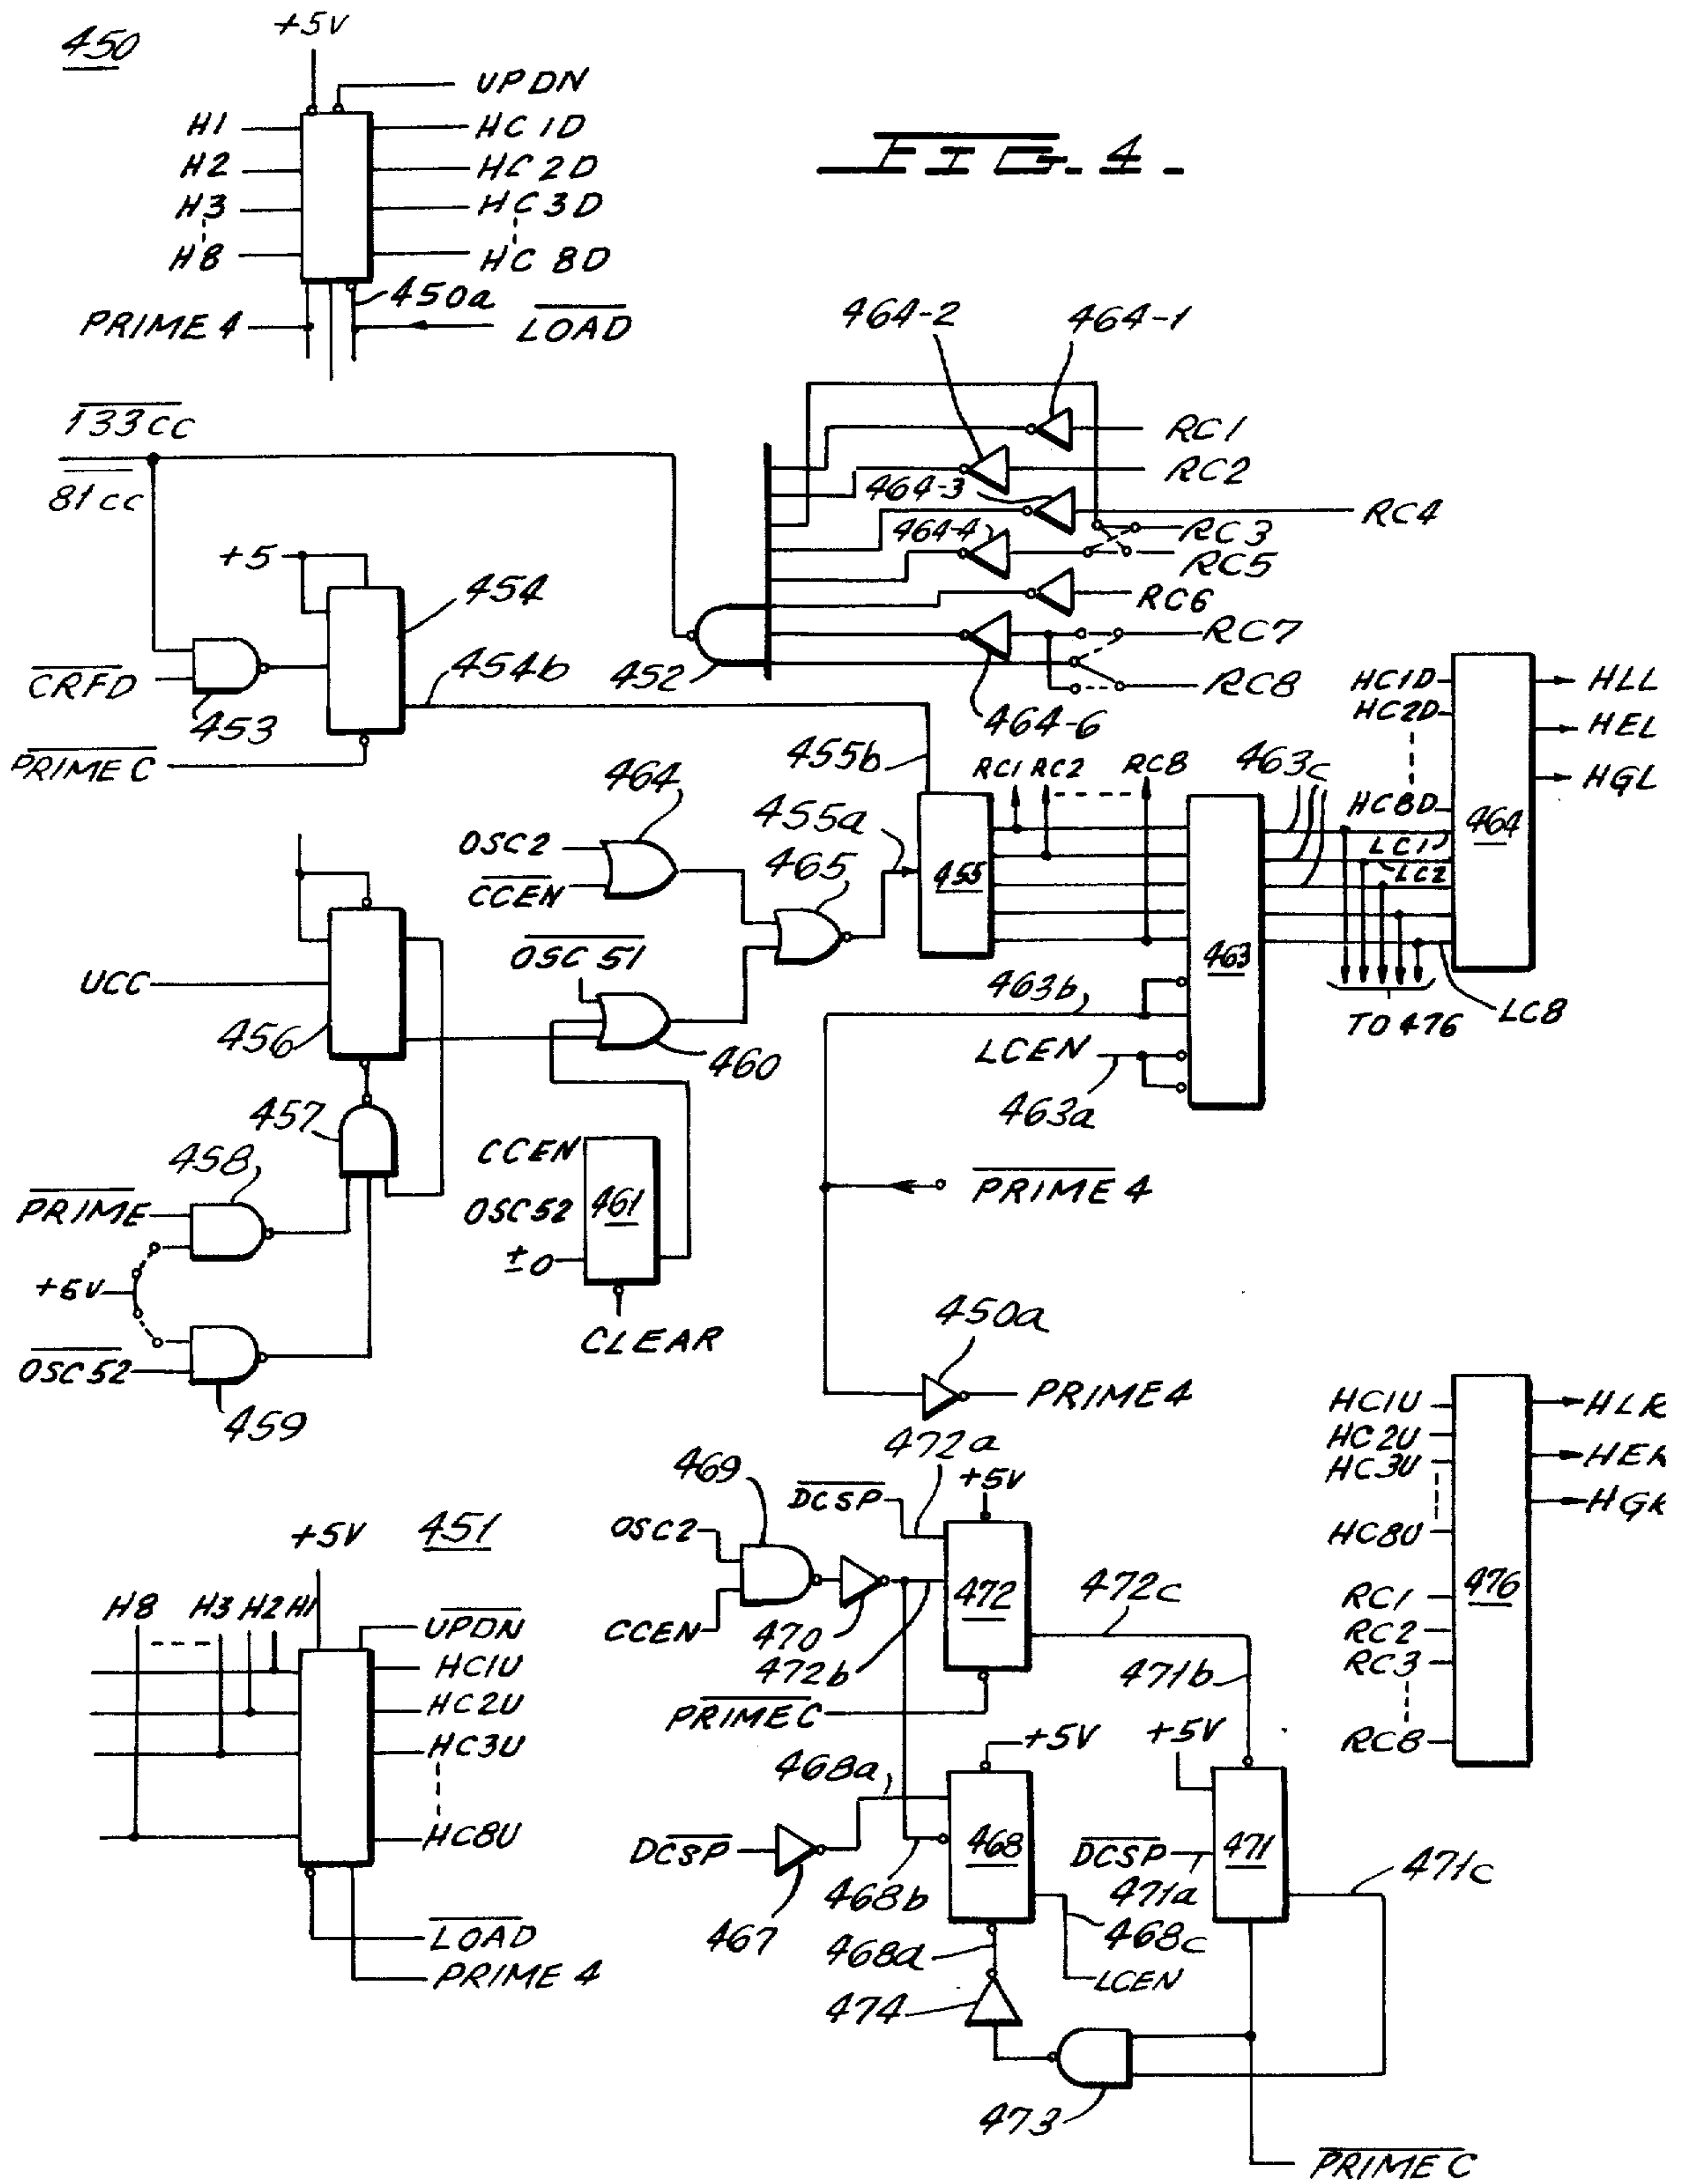 450
+5V
UPDN
H1
HC1D
H2
HC2D
H3
HC3D
H8
HC8D
450a
PRIME 4
LOAD
FIG. 4.
464-2
464-1
133CC
81CC
RC1
RC2
464-3
RC4
464-4
RC3
RC5
RC6
RC7
RC8
452
464-6
+5
454
CRFD
453
454b
PRIME C
455b
464
OSC2
CCEN
455a
465
RC1 RC2
RC8
455
463c
463
HC1D
HC2D
HC8D
LC1
LC2
464
HLL
HEL
HGL
TO 476
LC8
UCC
456
OSC51
460
463b
LCEN
463a
457
458
PRIME
+5V
OSC52
459
CCEN
OSC52
±0
461
CLEAR
PRIME 4
450a
PRIME 4
HC1U
HC2U
HC3U
HC8U
RC1
RC2
RC3
RC8
476
451
+5V
H8
H3 H2 H1
UPDN
HC1U
HC2U
HC3U
HC8U
LOAD
PRIME 4
469
OSC2
CCEN
470
472a
DCSP
+5V
472
472b
472c
PRIMEC
471b
468a
+5V
DCSP
467
468
468b
468a
468c
LCEN
474
+5V
DCSP
471
471a
471c
473
PRIME C